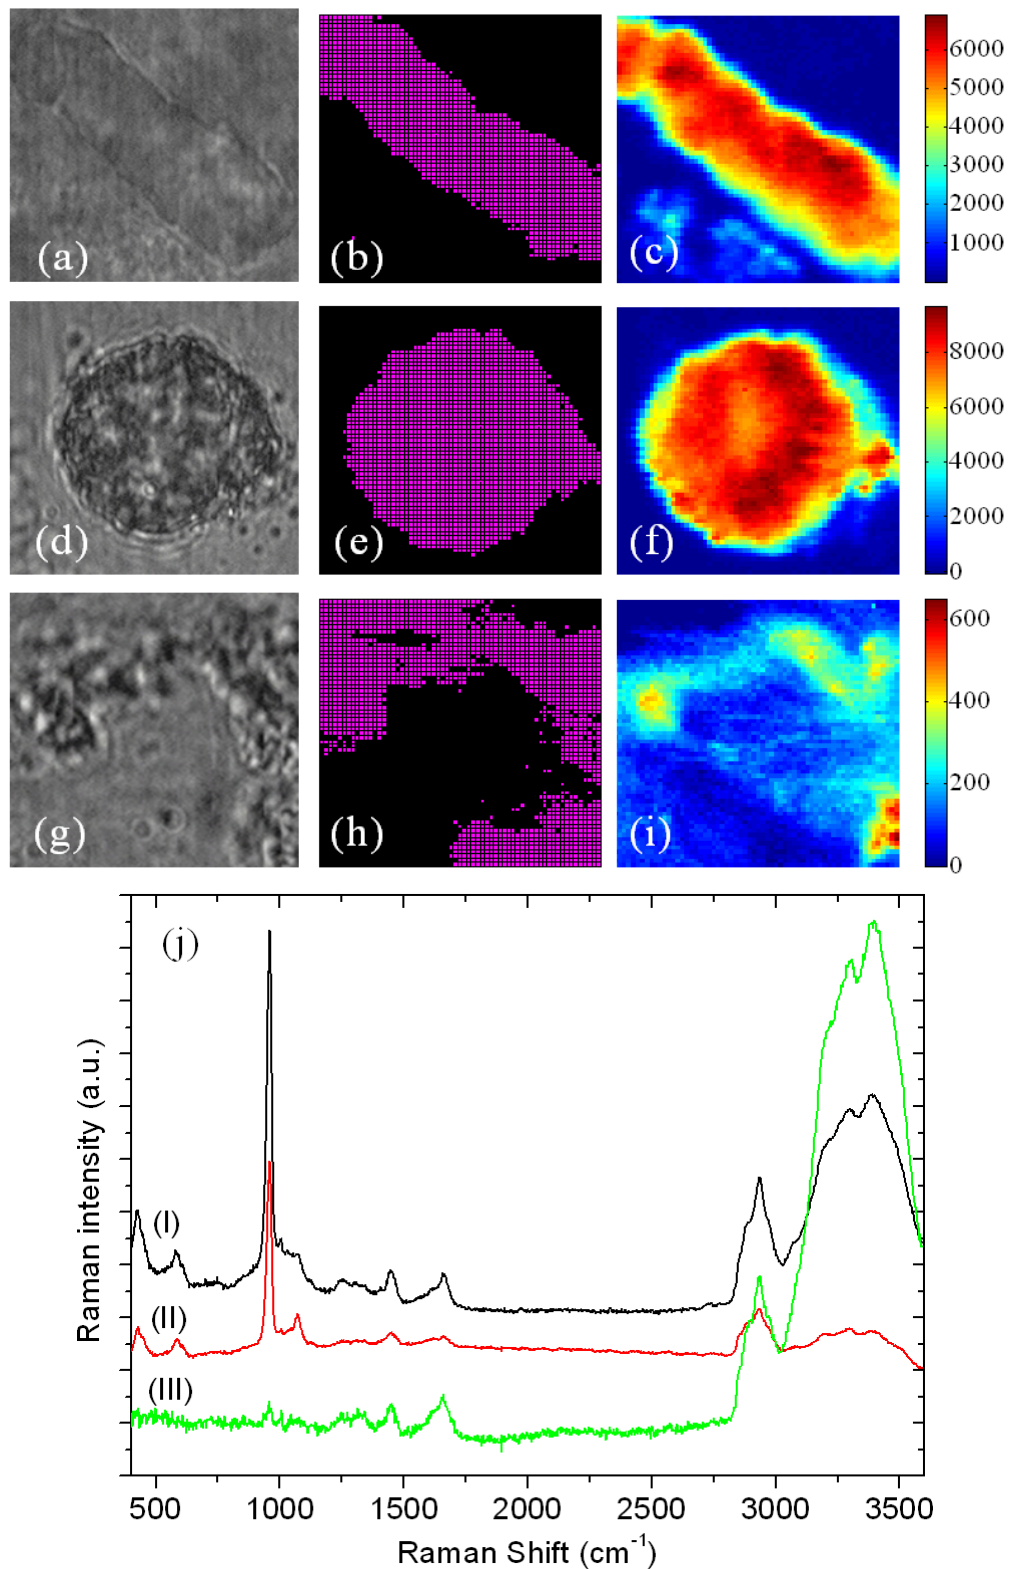 (a)
(b)
(c)
6000
5000
4000
3000
2000
1000
(d)
(e)
(f)
8000
6000
4000
2000
0
(g)
(h)
(i)
600
400
200
0
(j)
(I)
(II)
(III)
Raman intensity (a.u.)
500 1000 1500 2000 2500 3000 3500
Raman Shift (cm⁻¹)